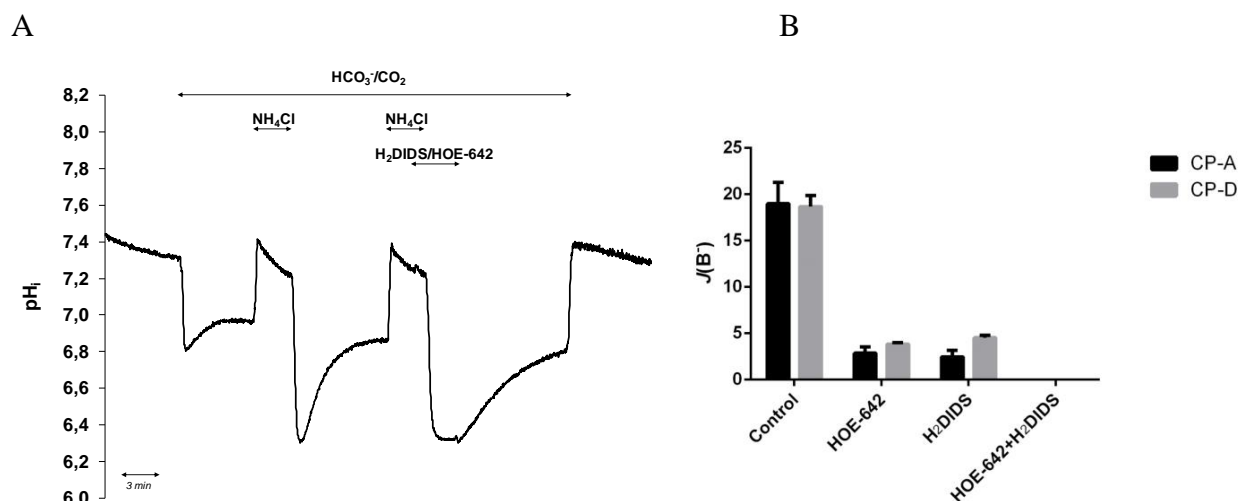 A
B
HCO₃⁻/CO₂
NH₄Cl
NH₄Cl
H₂DIDS/HOE-642
8,2
8,0
7,8
7,6
7,4
7,2
7,0
6,8
6,6
6,4
6,2
6,0
pHᵢ
3 min
25
20
15
10
5
0
J(B⁻)
Control
HOE-642
H₂DIDS
HOE-642+H₂DIDS
CP-A
CP-D